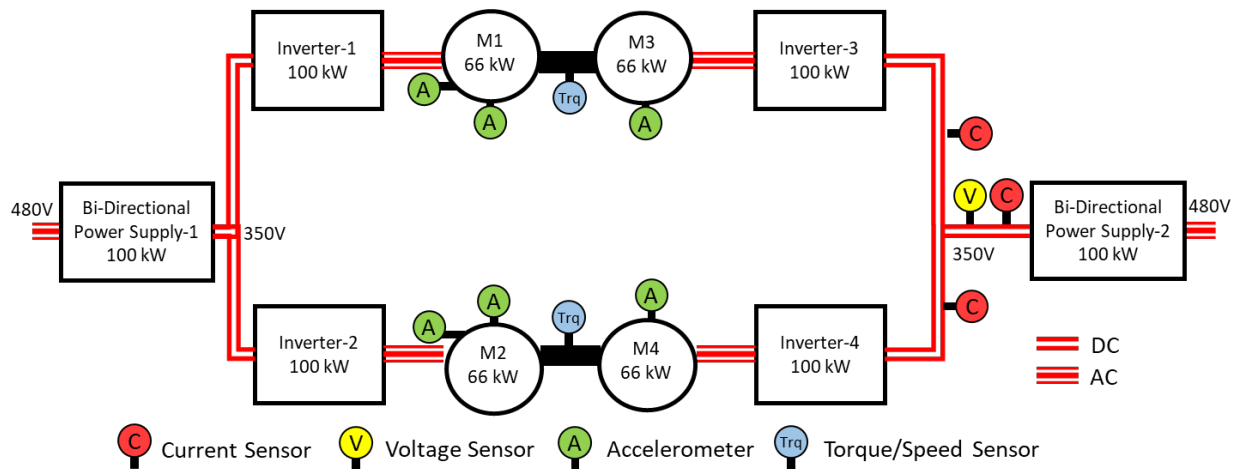 Inverter-1
100 kW
M1
66 kW
M3
66 kW
Inverter-3
100 kW
A
A
Trq
A
C
480V
Bi-Directional
Power Supply-1
100 kW
350V
V
C
350V
Bi-Directional
Power Supply-2
100 kW
480V
C
Inverter-2
100 kW
A
A
M2
66 kW
Trq
A
M4
66 kW
Inverter-4
100 kW
DC
AC
C Current Sensor
V Voltage Sensor
A Accelerometer
Trq Torque/Speed Sensor